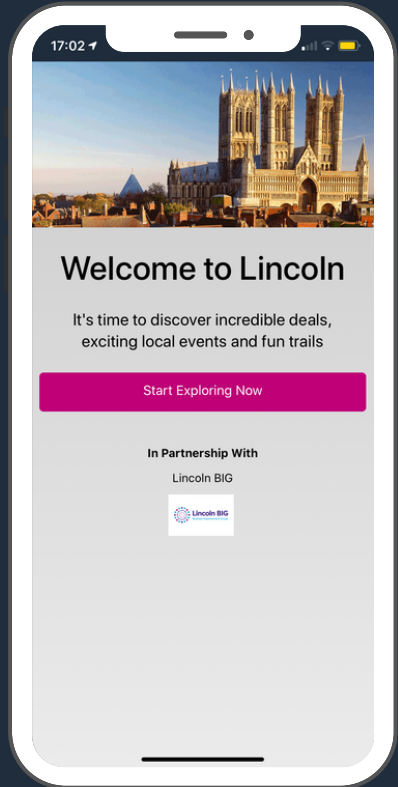 17:02
Welcome to Lincoln
It's time to discover incredible deals,
exciting local events and fun trails
Start Exploring Now
In Partnership With
Lincoln BIG
Lincoln BIG